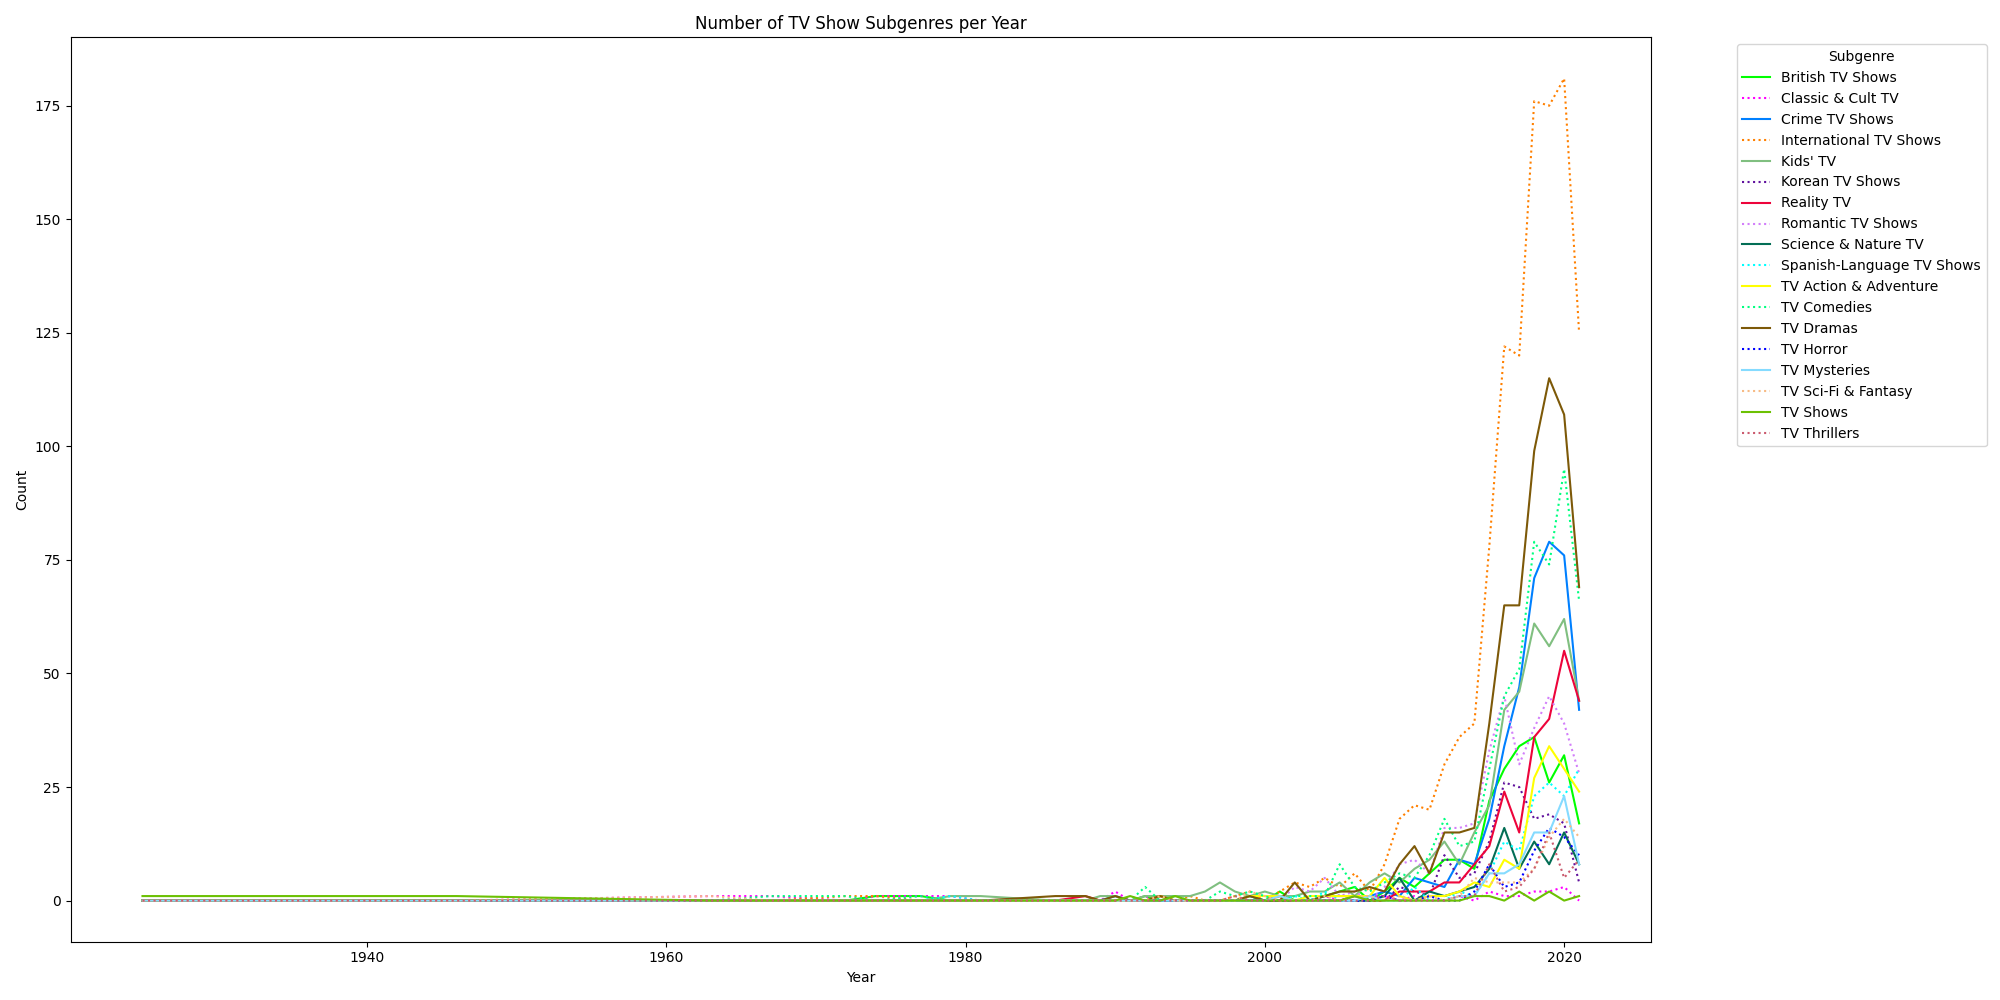 Number of TV Show Subgenres per Year
Subgenre
British TV Shows
Classic & Cult TV
Crime TV Shows
International TV Shows
Kids' TV
Korean TV Shows
Reality TV
Romantic TV Shows
Science & Nature TV
Spanish-Language TV Shows
TV Action & Adventure
TV Comedies
TV Dramas
TV Horror
TV Mysteries
TV Sci-Fi & Fantasy
TV Shows
TV Thrillers
Count
175
150
125
100
75
50
25
0
1940 1960 1980 2000 2020
Year